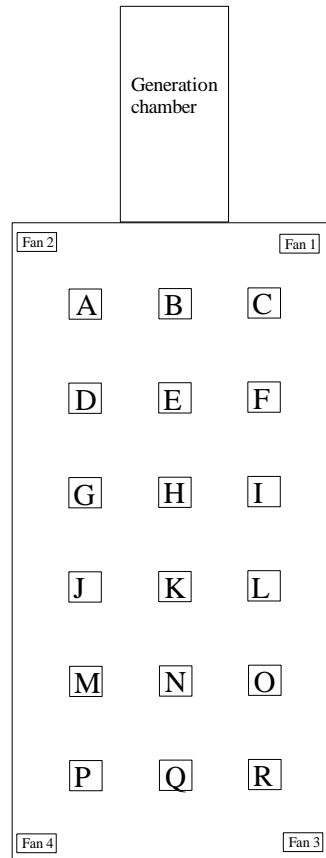 Generation
chamber
Fan 2 Fan 1
A B C
D E F
G H I
J K L
M N O
P Q R
Fan 4 Fan 3